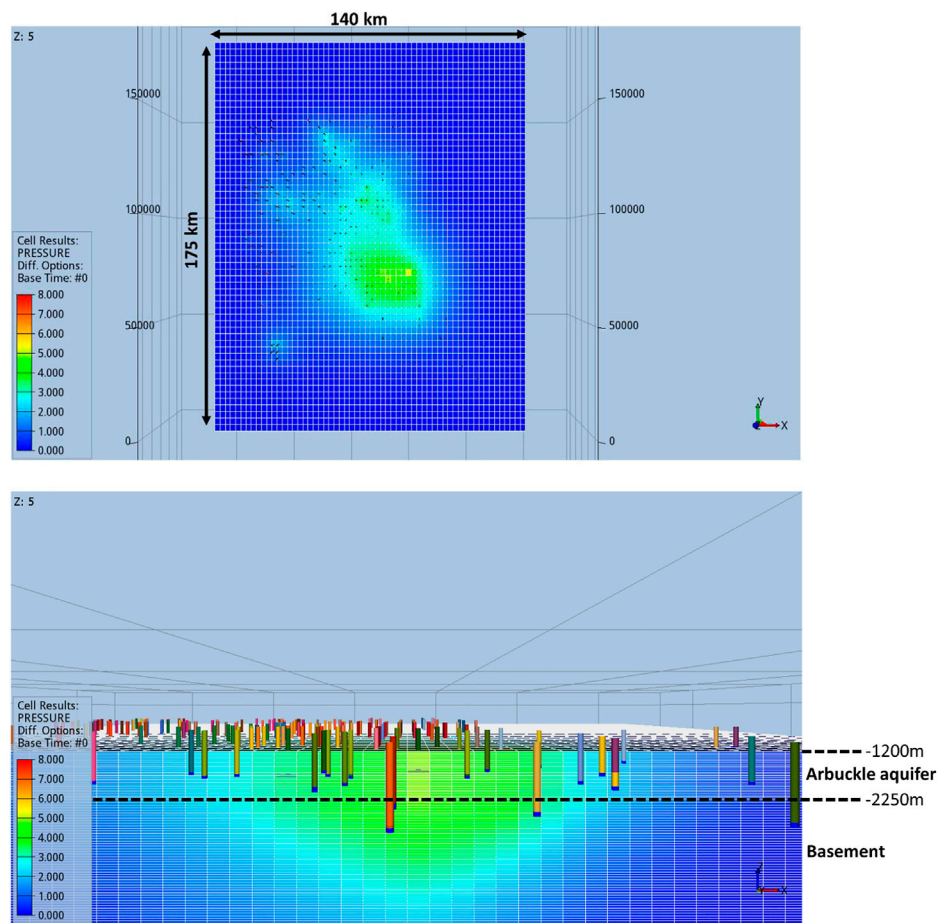 140 km
Z: 5
150000
150000
175 km
100000
100000
Cell Results:
PRESSURE
Diff. Options:
Base Time: #0
8.000
7.000
6.000
5.000
4.000
3.000
2.000
1.000
0.000
50000
50000
Y
X
0
0
Z: 5
Cell Results:
PRESSURE
Diff. Options:
Base Time: #0
8.000
7.000
6.000
5.000
4.000
3.000
2.000
1.000
0.000
-1200m
Arbuckle aquifer
-2250m
Basement
Z
X